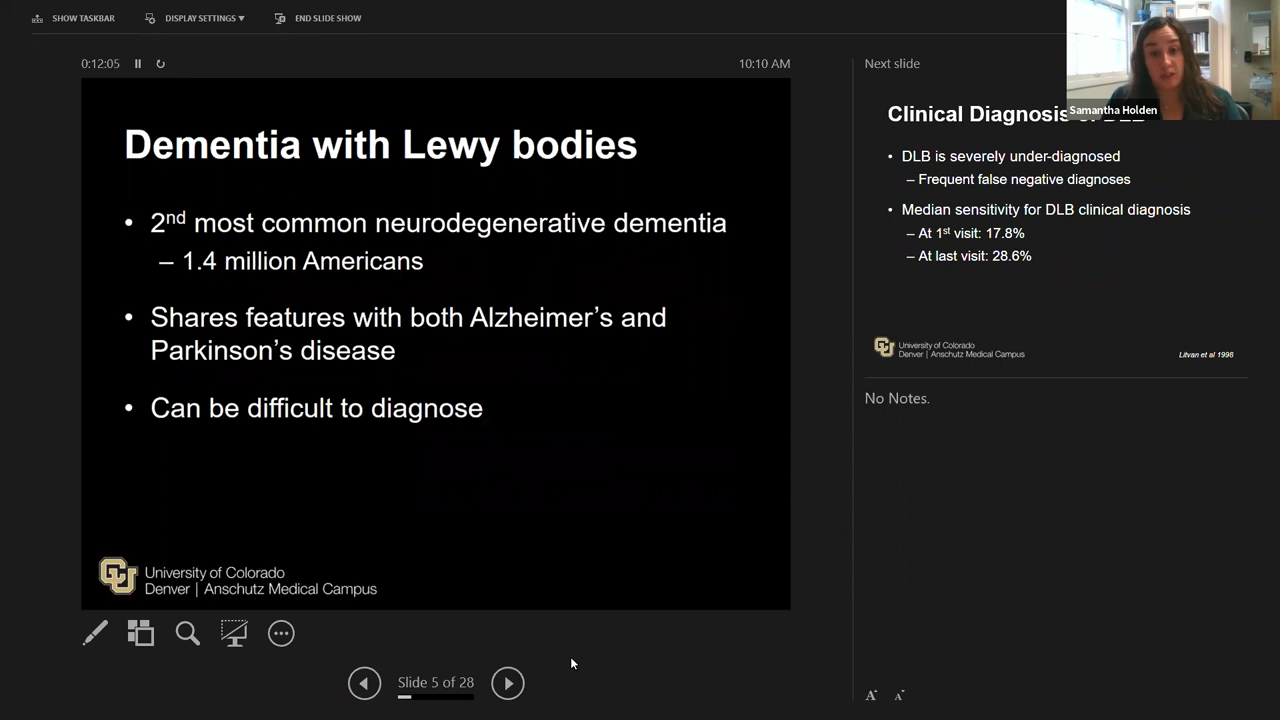 SHOW TASKBAR
DISPLAY SETTINGS
END SLIDE SHOW
0:12:05
10:10 AM
Dementia with Lewy bodies
• 2nd most common neurodegenerative dementia
– 1.4 million Americans
• Shares features with both Alzheimer’s and
Parkinson’s disease
• Can be difficult to diagnose
CU University of Colorado
Denver | Anschutz Medical Campus
Slide 5 of 28
Next slide
Samantha Holden
Clinical Diagnosis
• DLB is severely under-diagnosed
– Frequent false negative diagnoses
• Median sensitivity for DLB clinical diagnosis
– At 1st visit: 17.8%
– At last visit: 28.6%
CU University of Colorado
Denver | Anschutz Medical Campus
Litvan et al 1998
No Notes.
A A